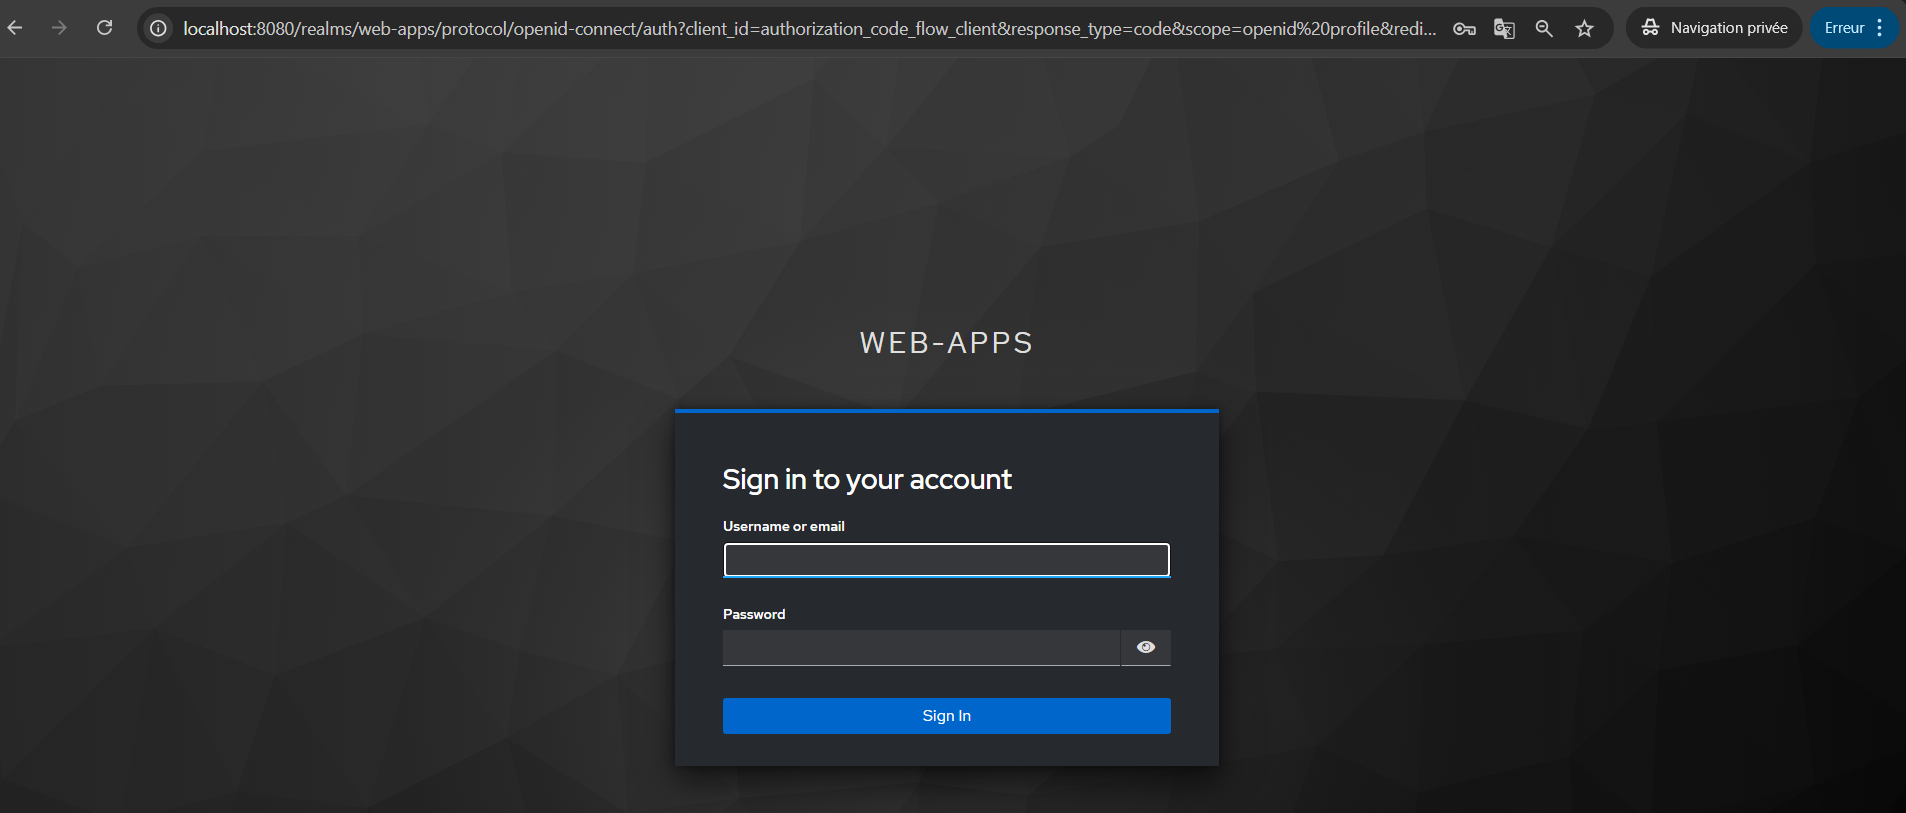 localhost:8080/realms/web-apps/protocol/openid-connect/auth?client_id=authorization_code_flow_client&response_type=code&scope=openid%20profile&redi...
Navigation privée
Erreur
WEB-APPS
Sign in to your account
Username or email
Password
Sign In